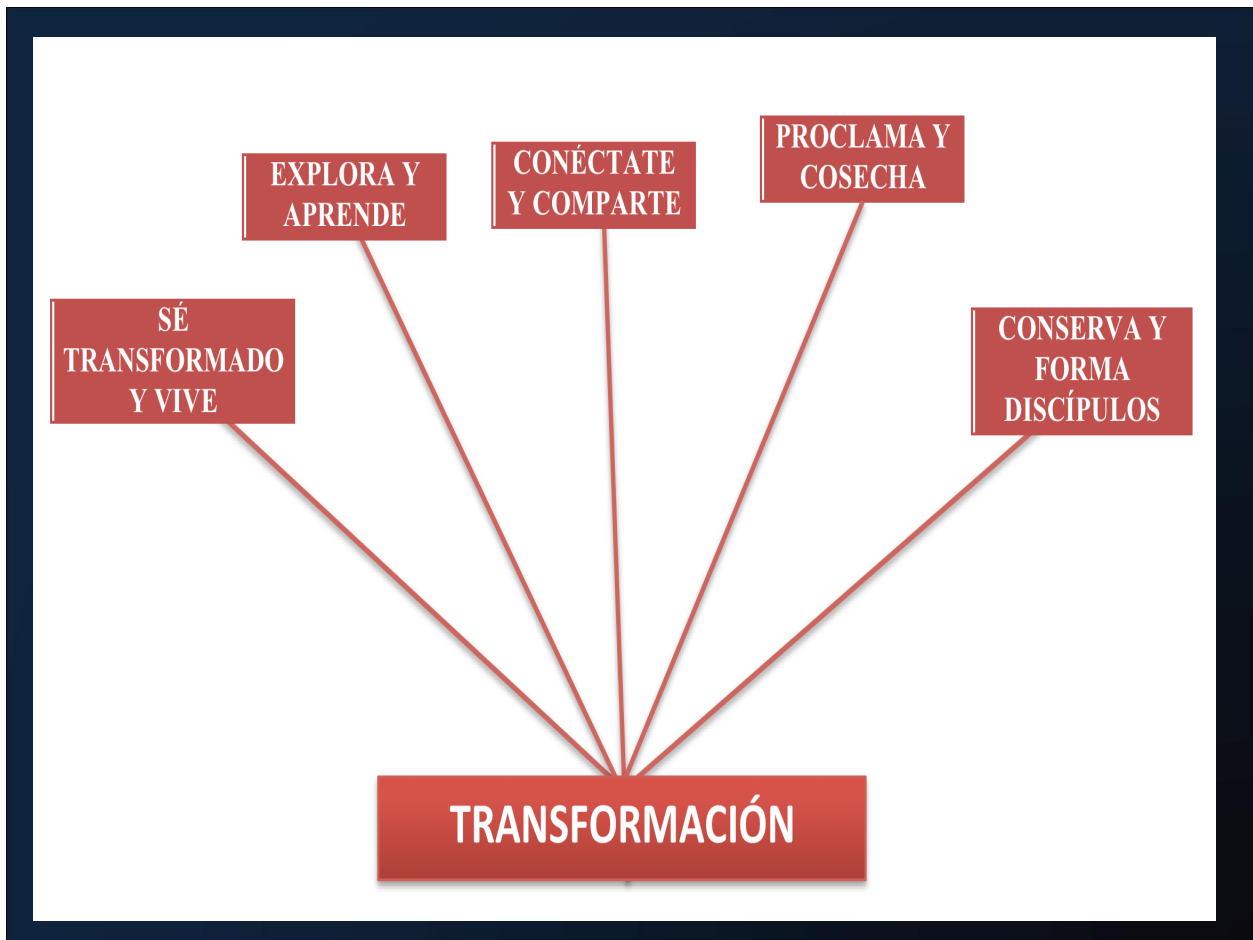 SÉ
TRANSFORMADO
Y VIVE
EXPLORA Y
APRENDE
CONÉCTATE
Y COMPARTE
PROCLAMA Y
COSECHA
CONSERVA Y
FORMA
DISCÍPULOS
TRANSFORMACIÓN